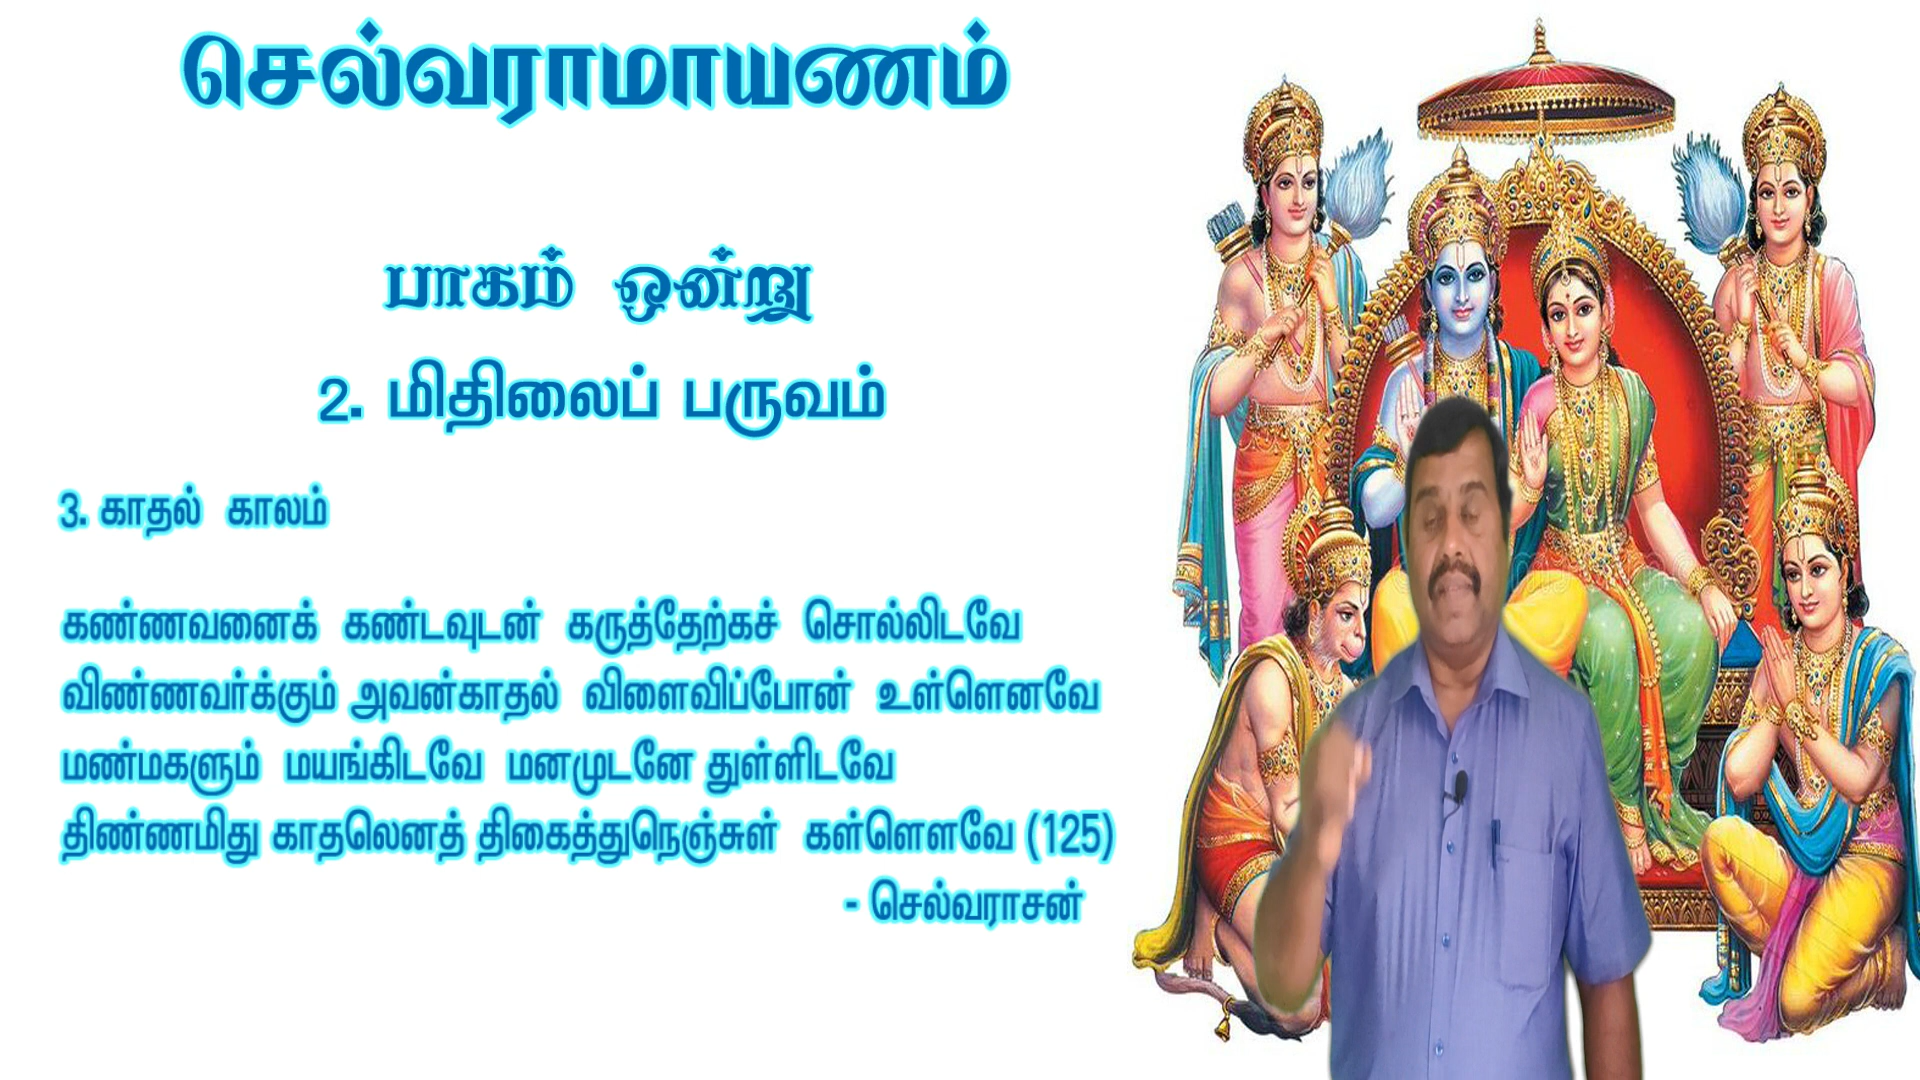 செல்வராமாயணம்
பாகம் ஒன்று
2. மிதிலைப் பருவம்
3. காதல் காலம்
கண்ணவனைக் கண்டவுடன் கருத்தேற்கச் சொல்லிடவே
விண்ணவர்க்கும் அவன்காதல் விளைவிப்போன் உள்ளெனவே
மண்மகளும் மயங்கிடவே மனமுடனே துள்ளிடவே
திண்ணமிது காதலெனத் திகைத்துநெஞ்சுள் கள்ளெளவே (125)
- செல்வராசன்